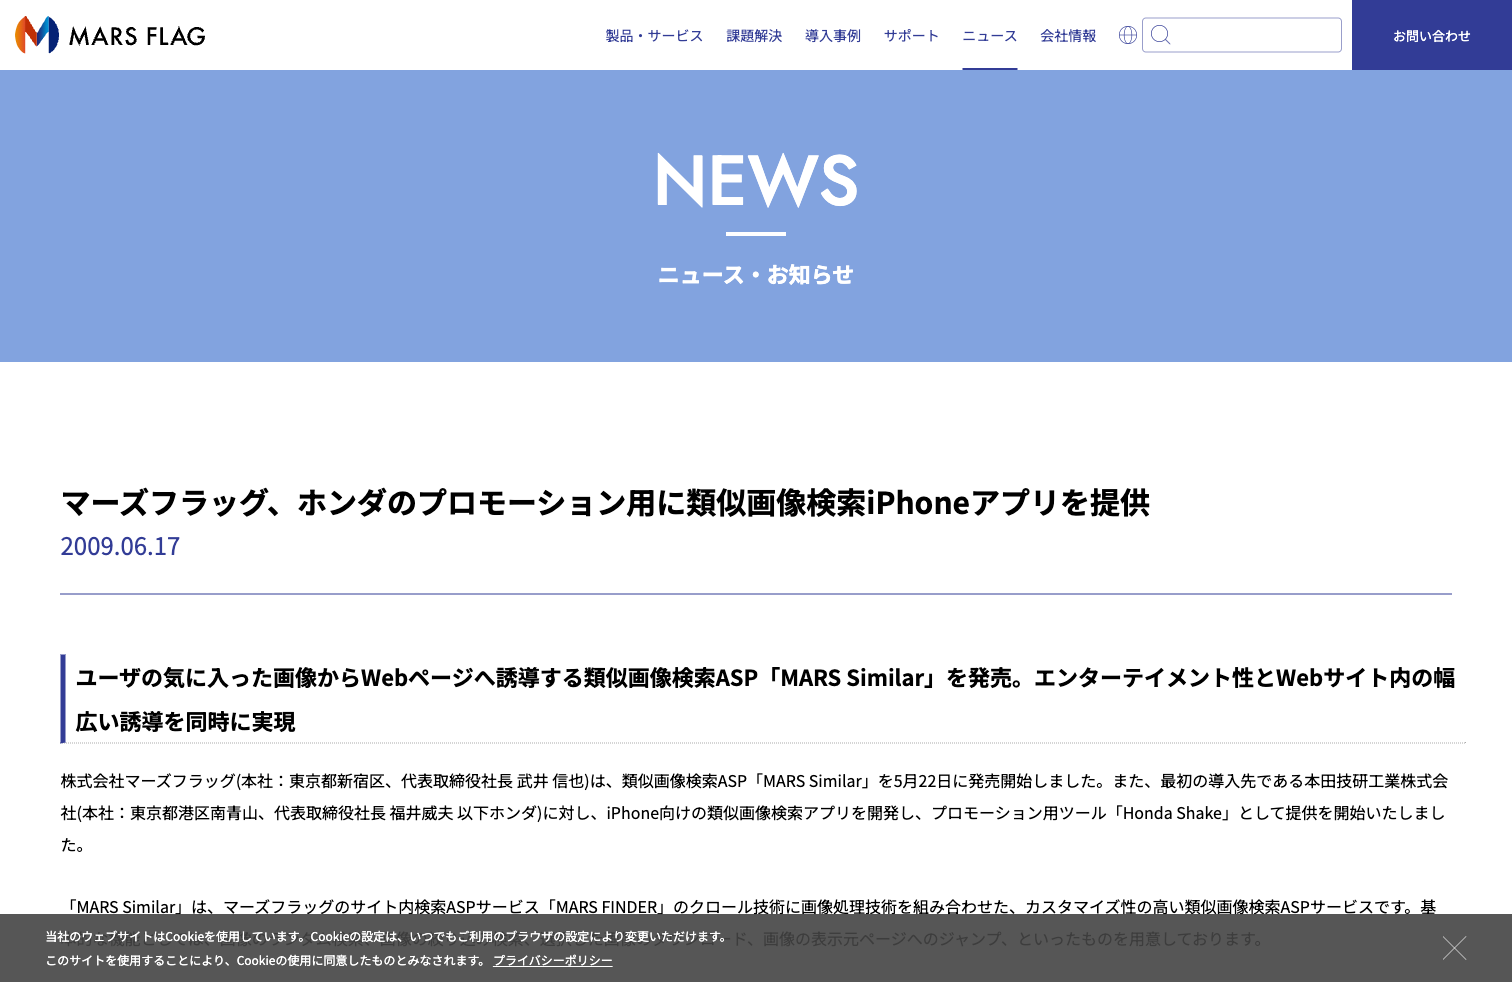 MARS FLAG
製品・サービス 課題解決 導入事例 サポート ニュース 会社情報 お問い合わせ
NEWS
ニュース・お知らせ
マーズフラッグ、ホンダのプロモーション用に類似画像検索iPhoneアプリを提供
2009.06.17
ユーザの気に入った画像からWebページへ誘導する類似画像検索ASP「MARS Similar」を発売。エンターテイメント性とWebサイト内の幅
広い誘導を同時に実現
株式会社マーズフラッグ(本社：東京都新宿区、代表取締役社長 武井 信也)は、類似画像検索ASP「MARS Similar」を5月22日に発売開始しました。また、最初の導入先である本田技研工業株式会
社(本社：東京都港区南青山、代表取締役社長 福井威夫 以下ホンダ)に対し、iPhone向けの類似画像検索アプリを開発し、プロモーション用ツール「Honda Shake」として提供を開始いたしまし
た。
「MARS Similar」は、マーズフラッグのサイト内検索ASPサービス「MARS FINDER」のクロール技術に画像処理技術を組み合わせた、カスタマイズ性の高い類似画像検索ASPサービスです。基
ード、画像の表示元ページへのジャンプ、といったものを用意しております。
当社のウェブサイトはCookieを使用しています。Cookieの設定は、いつでもご利用のブラウザの設定により変更いただけます。
このサイトを使用することにより、Cookieの使用に同意したものとみなされます。 プライバシーポリシー